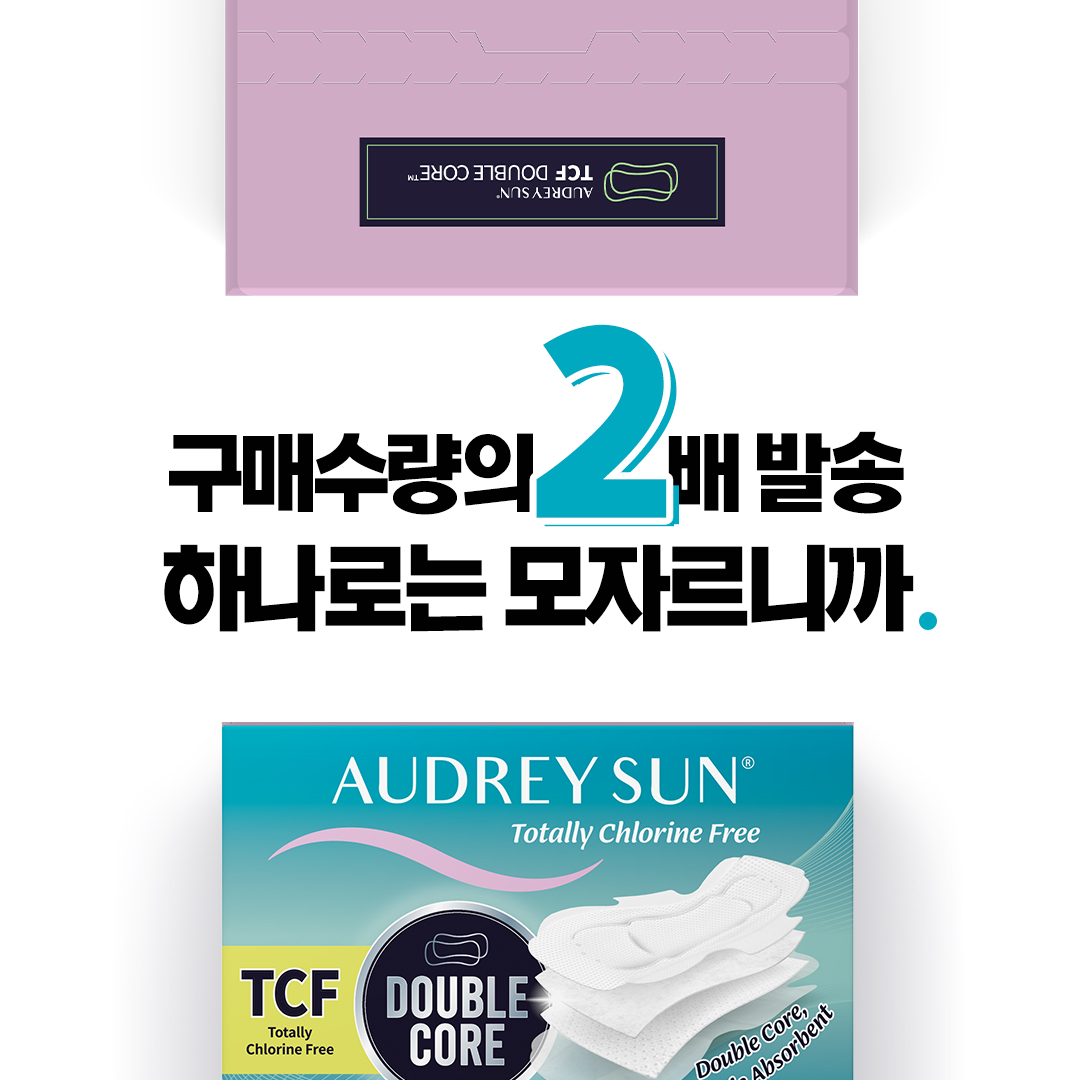 AUDREY SUN®
TCF DOUBLE CORE™
구매수량의 2배 발송
하나로는 모자르니까.
AUDREY SUN®
Totally Chlorine Free
TCF
Totally
Chlorine Free
DOUBLE
CORE
Double Core,
Absorbent